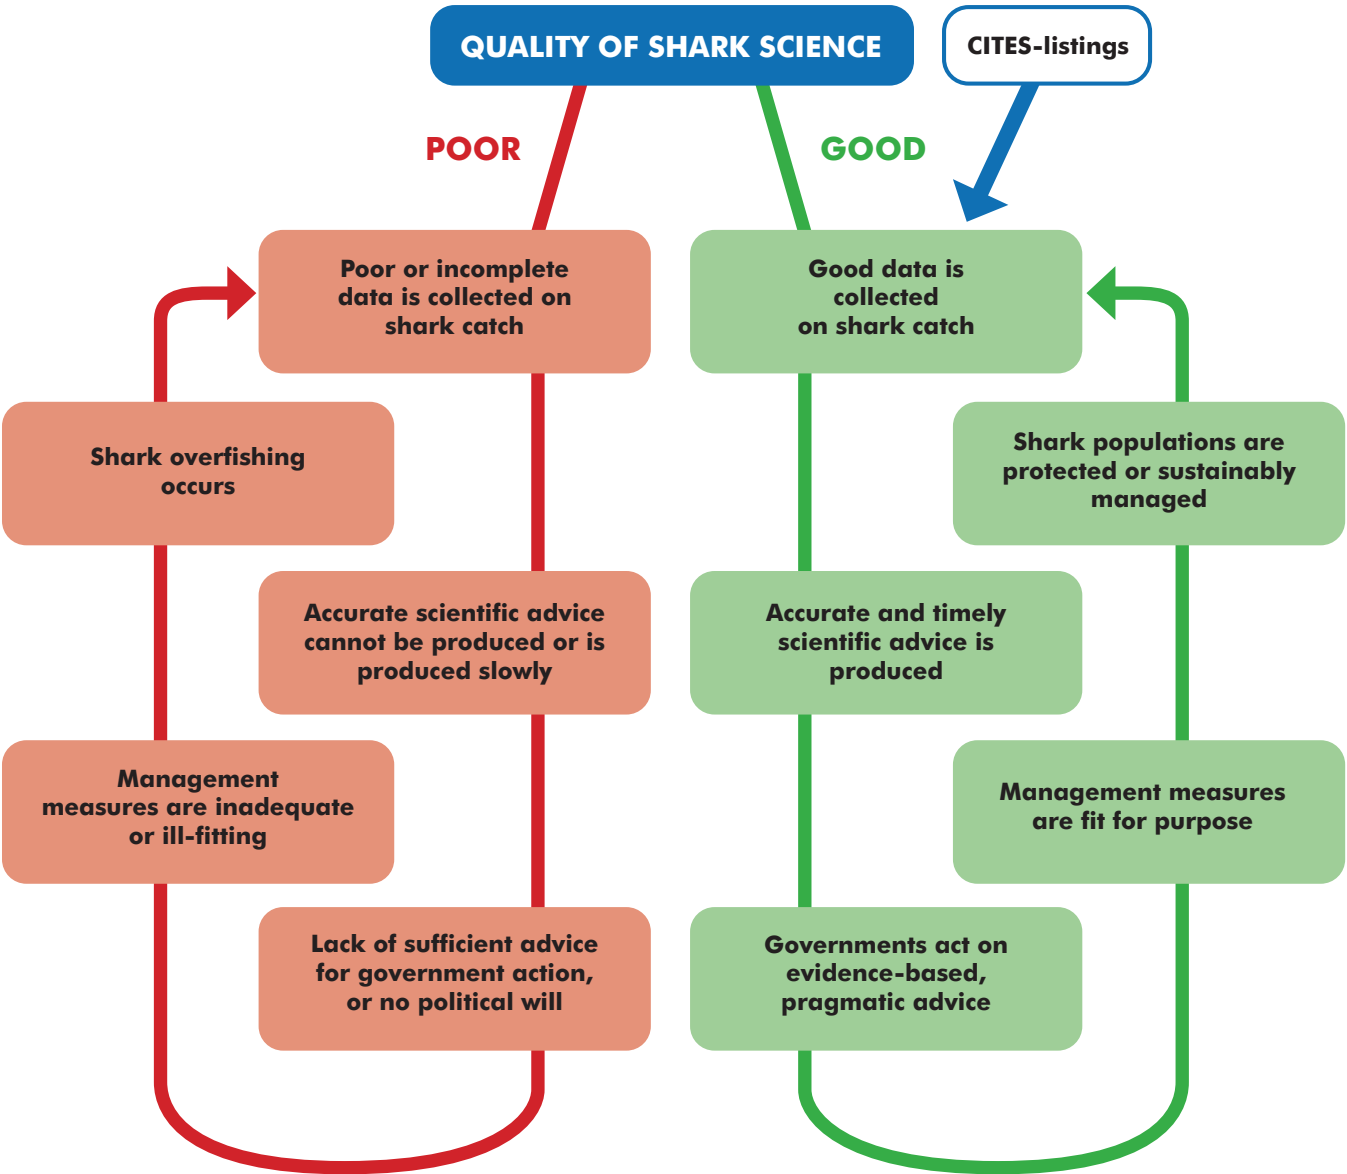 QUALITY OF SHARK SCIENCE
CITES-listings
POOR
GOOD
Poor or incomplete
data is collected on
shark catch
Good data is
collected
on shark catch
Shark overfishing
occurs
Shark populations are
protected or sustainably
managed
Accurate scientific advice
cannot be produced or is
produced slowly
Accurate and timely
scientific advice is
produced
Management
measures are inadequate
or ill-fitting
Management measures
are fit for purpose
Lack of sufficient advice
for government action,
or no political will
Governments act on
evidence-based,
pragmatic advice